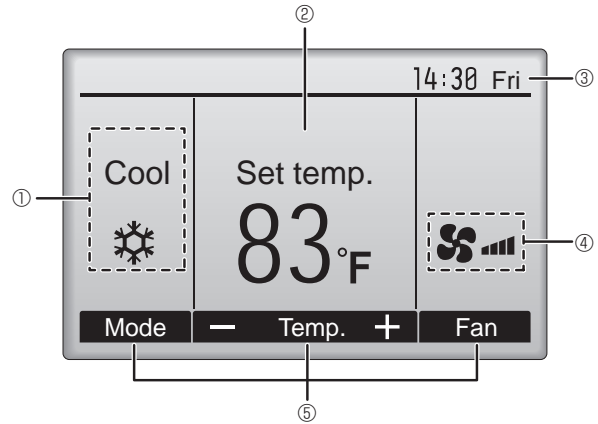 ②
14:30 Fri
③
①
Cool
Set temp.
83°F
④
Mode
— Temp. +
Fan
⑤